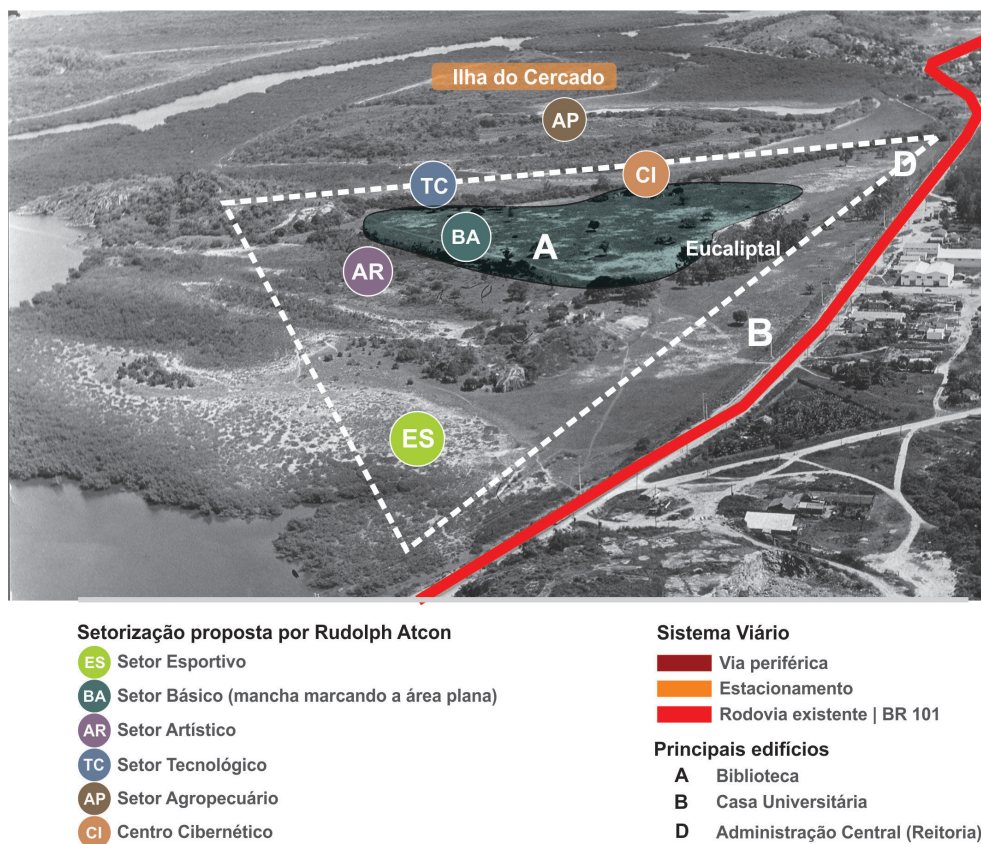 Ilha do Cercado
AP
D
TC
CI
BA
A
Eucaliptal
AR
B
ES
Setorização proposta por Rudolph Atcon
ES Setor Esportivo
BA Setor Básico (mancha marcando a área plana)
AR Setor Artístico
TC Setor Tecnológico
AP Setor Agropecuário
CI Centro Cibernético
Sistema Viário
Via periférica
Estacionamento
Rodovia existente | BR 101
Principais edifícios
A Biblioteca
B Casa Universitária
D Administração Central (Reitoria)